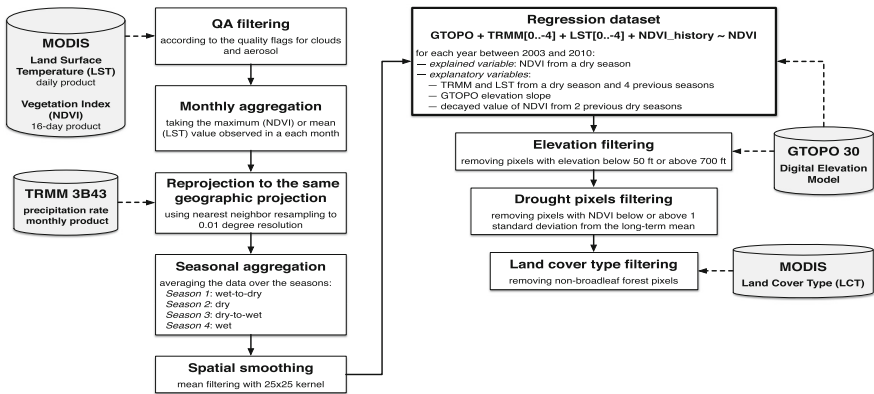 MODIS
Land Surface
Temperature (LST)
daily product
Vegetation Index
(NDVI)
16-day product
QA filtering
according to the quality flags for clouds
and aerosol
Monthly aggregation
taking the maximum (NDVI) or mean
(LST) value observed in a each month
TRMM 3B43
precipitation rate
monthly product
Reprojection to the same
geographic projection
using nearest neighbor resampling to
0.01 degree resolution
Seasonal aggregation
averaging the data over the seasons:
Season 1: wet-to-dry
Season 2: dry
Season 3: dry-to-wet
Season 4: wet
Spatial smoothing
mean filtering with 25x25 kernel
Regression dataset
GTOPO + TRMM[0..-4] + LST[0..-4] + NDVI_history ~ NDVI
for each year between 2003 and 2010:
— explained variable: NDVI from a dry season
— explanatory variables:
— TRMM and LST from a dry season and 4 previous seasons
— GTOPO elevation slope
— decayed value of NDVI from 2 previous dry seasons
Elevation filtering
removing pixels with elevation below 50 ft or above 700 ft
GTOPO 30
Digital Elevation
Model
Drought pixels filtering
removing pixels with NDVI below or above 1
standard deviation from the long-term mean
Land cover type filtering
removing non-broadleaf forest pixels
MODIS
Land Cover Type (LCT)